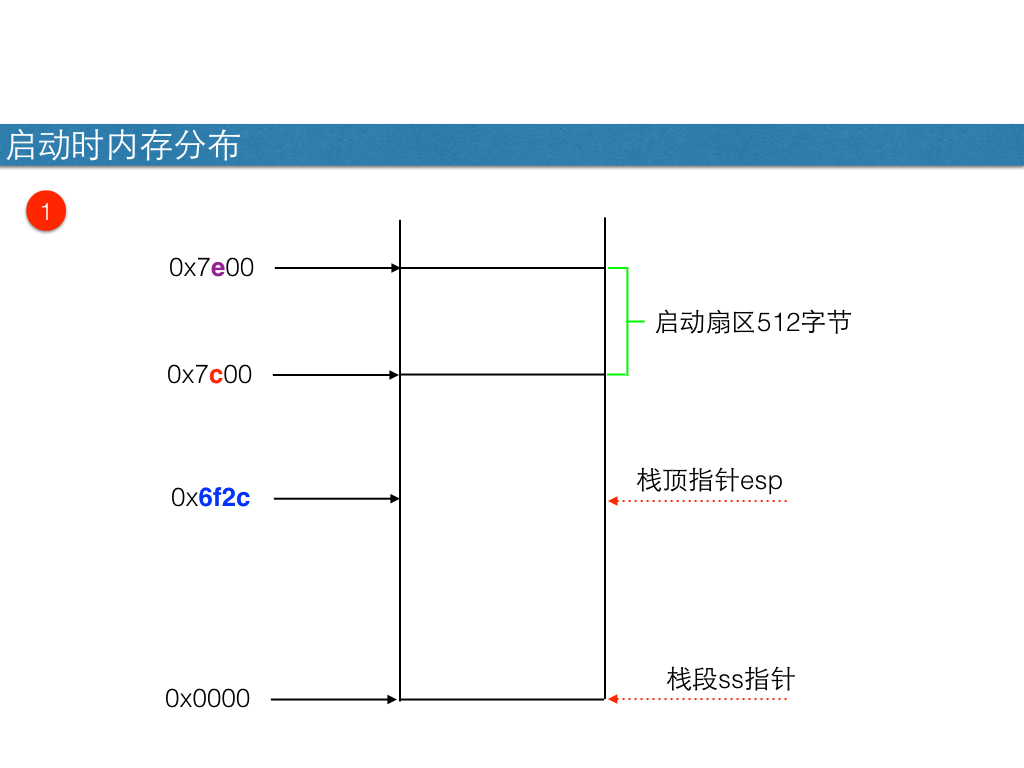 启动时内存分布
1
0x7e00
启动扇区512字节
0x7c00
栈顶指针esp
0x6f2c
栈段ss指针
0x0000